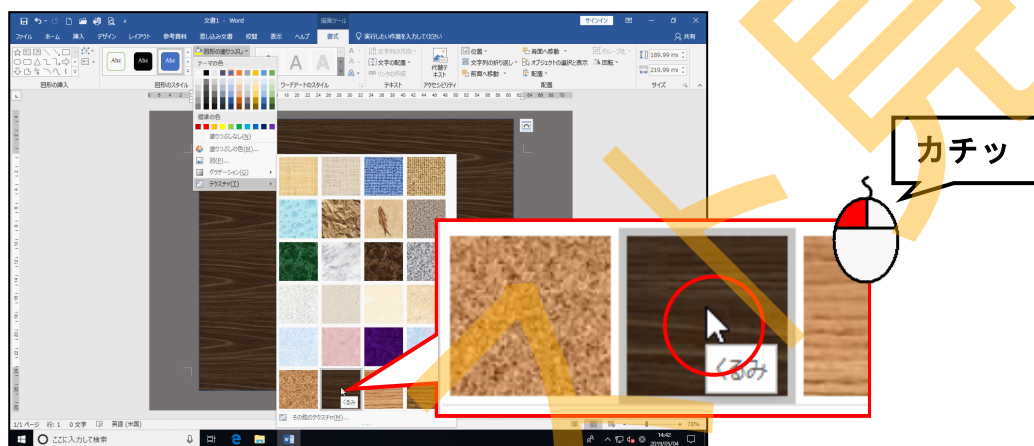 文書1 - Word
描画ツール
サインイン
ファイル ホーム 挿入 デザイン レイアウト 参考資料 差し込み文書 校閲 表示 ヘルプ 書式 実行したい作業を入力してください 共有
図形の塗りつぶし
Abc Abc Abc
A A
文字列の方向
文字の配置
リンクの作成
代替テ
キスト
位置
文字列の折り返し
前面へ移動
背面へ移動
オブジェクトの選択と表示
配置
グループ化
回転
189.99 mm
219.99 mm
図形の挿入 図形のスタイル ワードアートのスタイル テキスト アクセシビリティ 配置 サイズ
テーマの色
標準の色
塗りつぶしなし(N)
塗りつぶしの色(M)...
図(P)...
グラデーション(G)
テクスチャ(T)
くるみ
その他のテクスチャ(M)...
くるみ
カチッ
1/1 ページ 行: 1 0 文字 英語 (米国)
78%
ここに入力して検索
14:42
2019/05/04